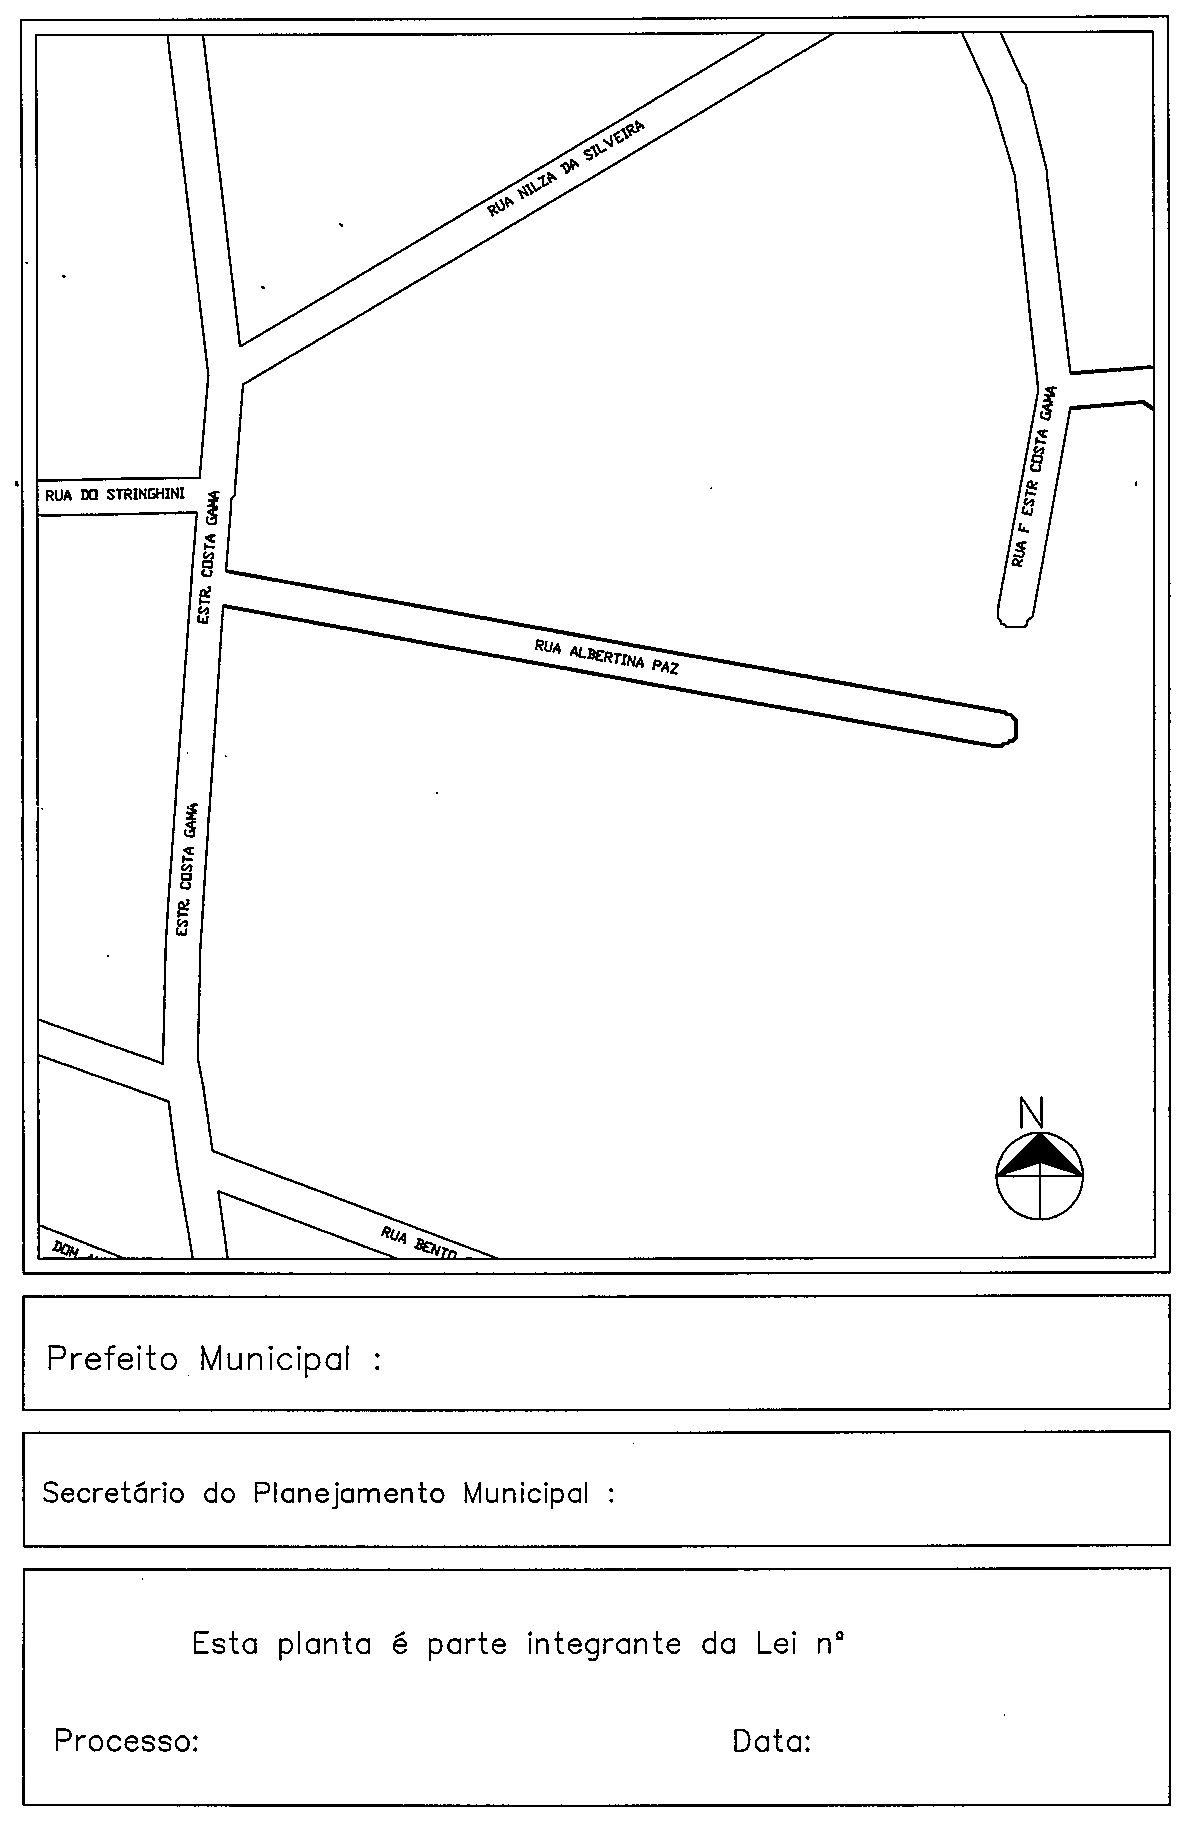 RUA NILZA DA SILVEIRA
RUA F ESTR COSTA GAMA
RUA DO STRINGHINI
ESTR. COSTA GAMA
RUA ALBERTINA PAZ
ESTR. COSTA GAMA
N
RUA BENTO
DOM
Prefeito Municipal :
Secretário do Planejamento Municipal :
Esta planta é parte integrante da Lei nº
Processo:
Data: